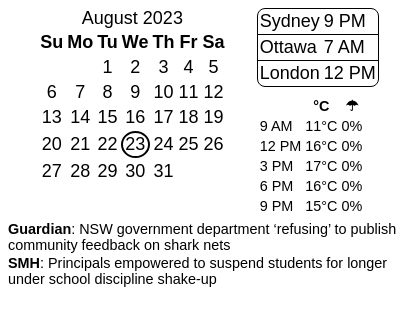 August 2023
Su Mo Tu We Th Fr Sa
1 2 3 4 5
6 7 8 9 10 11 12
13 14 15 16 17 18 19
20 21 22 23 24 25 26
27 28 29 30 31
Sydney 9 PM
Ottawa 7 AM
London 12 PM
°C ☂
9 AM 11°C 0%
12 PM 16°C 0%
3 PM 17°C 0%
6 PM 16°C 0%
9 PM 15°C 0%
Guardian: NSW government department ‘refusing’ to publish
community feedback on shark nets
SMH: Principals empowered to suspend students for longer
under school discipline shake-up